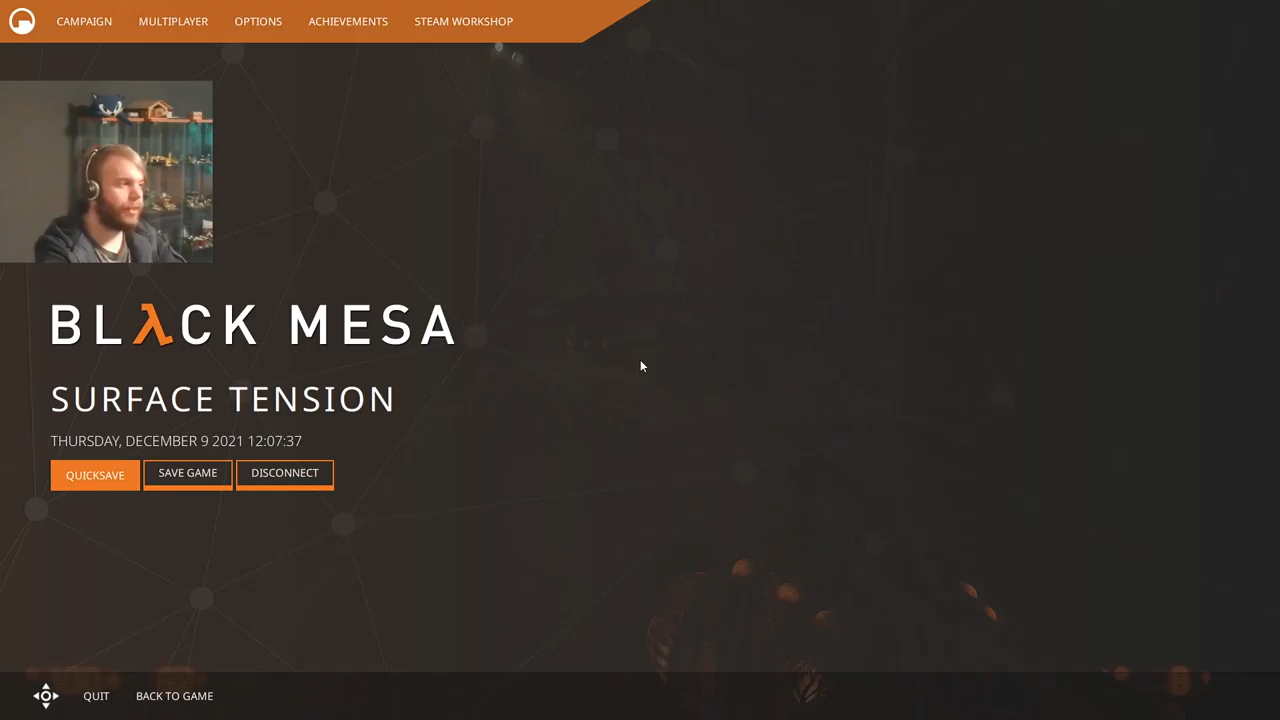 CAMPAIGN MULTIPLAYER OPTIONS ACHIEVEMENTS STEAM WORKSHOP
BLλCK MESA
SURFACE TENSION
THURSDAY, DECEMBER 9 2021 12:07:37
QUICKSAVE SAVE GAME DISCONNECT
QUIT BACK TO GAME